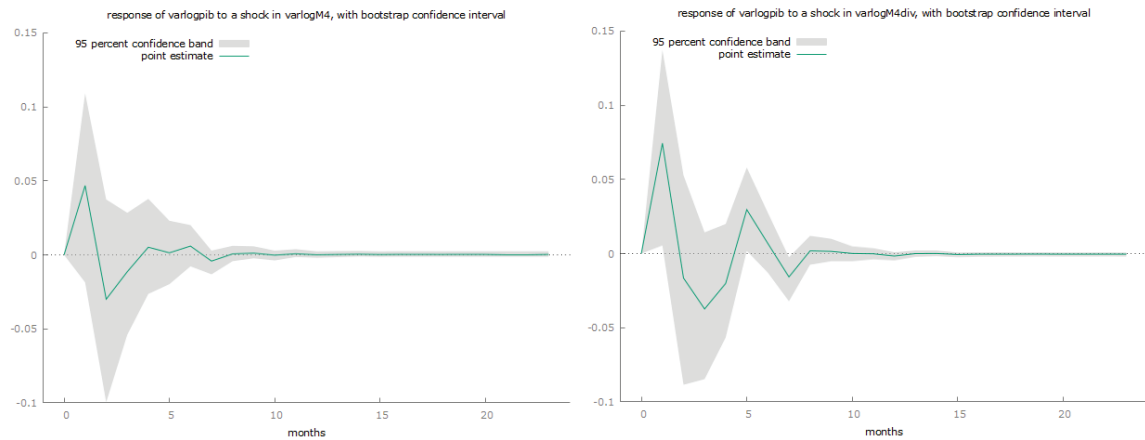 response of varlogpib to a shock in varlogM4, with bootstrap confidence interval
95 percent confidence band
point estimate
0.15
0.1
0.05
0
-0.05
-0.1
0
5
10
15
20
months
response of varlogpib to a shock in varlogM4div, with bootstrap confidence interval
95 percent confidence band
point estimate
0.15
0.1
0.05
0
-0.05
-0.1
0
5
10
15
20
months